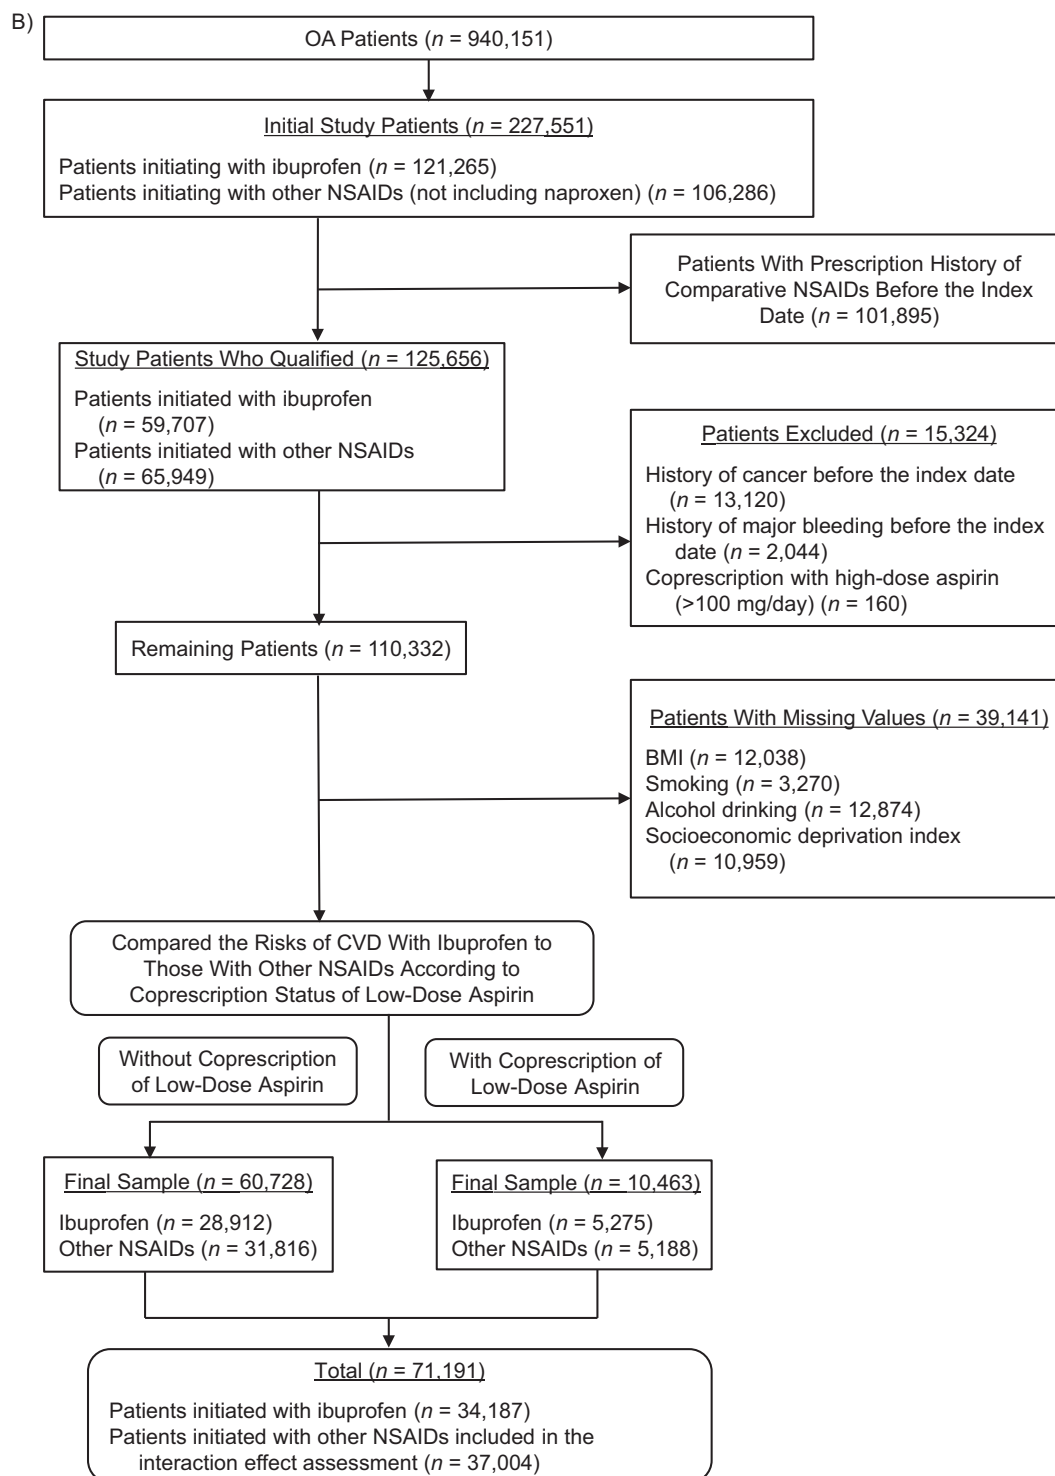 B)
OA Patients (n = 940,151)
Initial Study Patients (n = 227,551)
Patients initiating with ibuprofen (n = 121,265)
Patients initiating with other NSAIDs (not including naproxen) (n = 106,286)
Patients With Prescription History of
Comparative NSAIDs Before the Index
Date (n = 101,895)
Study Patients Who Qualified (n = 125,656)
Patients initiated with ibuprofen
(n = 59,707)
Patients initiated with other NSAIDs
(n = 65,949)
Patients Excluded (n = 15,324)
History of cancer before the index date
(n = 13,120)
History of major bleeding before the index
date (n = 2,044)
Coprescription with high-dose aspirin
(>100 mg/day) (n = 160)
Remaining Patients (n = 110,332)
Patients With Missing Values (n = 39,141)
BMI (n = 12,038)
Smoking (n = 3,270)
Alcohol drinking (n = 12,874)
Socioeconomic deprivation index
(n = 10,959)
Compared the Risks of CVD With Ibuprofen to
Those With Other NSAIDs According to
Coprescription Status of Low-Dose Aspirin
Without Coprescription
of Low-Dose Aspirin
With Coprescription of
Low-Dose Aspirin
Final Sample (n = 60,728)
Ibuprofen (n = 28,912)
Other NSAIDs (n = 31,816)
Final Sample (n = 10,463)
Ibuprofen (n = 5,275)
Other NSAIDs (n = 5,188)
Total (n = 71,191)
Patients initiated with ibuprofen (n = 34,187)
Patients initiated with other NSAIDs included in the
interaction effect assessment (n = 37,004)